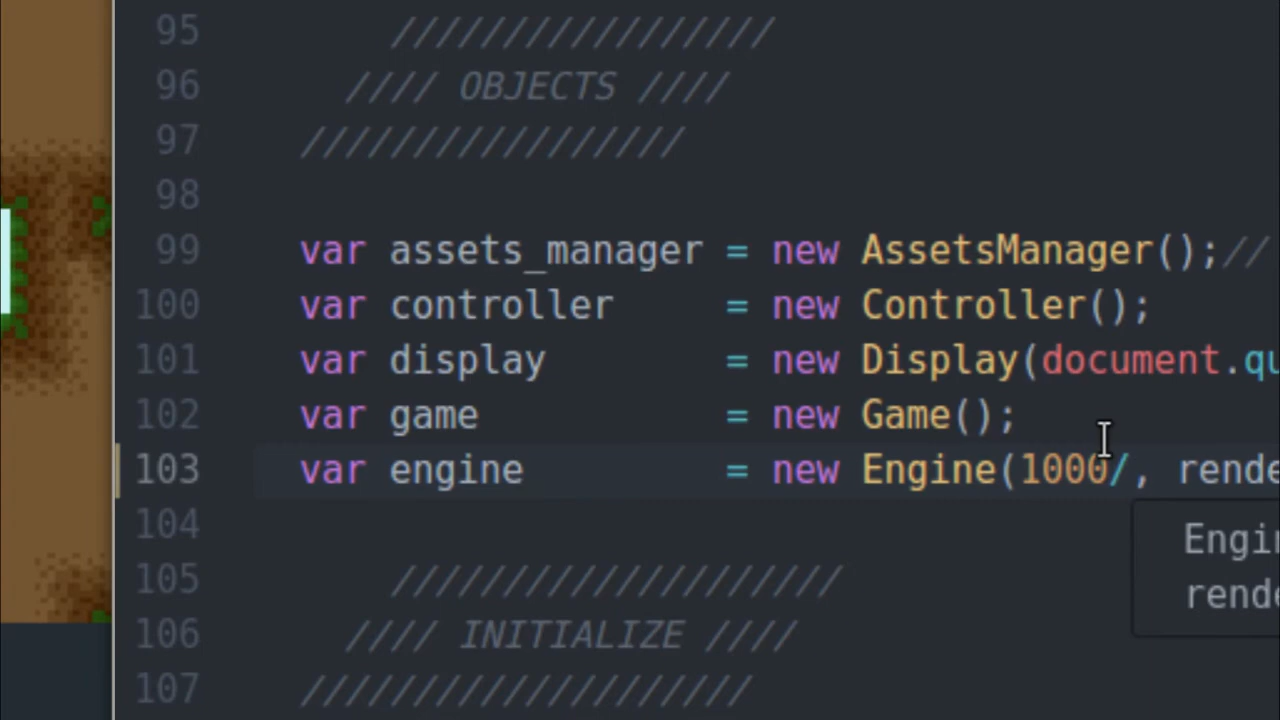 95 /////////////////
96 //// OBJECTS ////
97 /////////////////
98
99 var assets_manager = new AssetsManager();//
100 var controller = new Controller();
101 var display = new Display(document.qu
102 var game = new Game();
103 var engine = new Engine(1000/, rende
Engin
rende
104
105 ////////////////////
106 //// INITIALIZE ////
107 ////////////////////